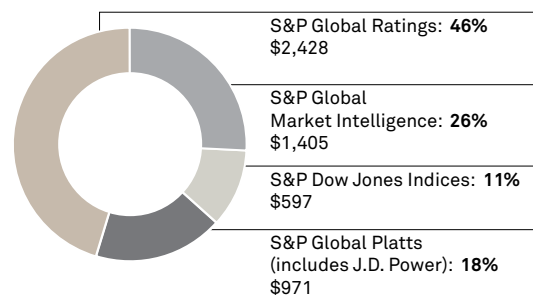 S&P Global Ratings: 46%
$2,428
S&P Global
Market Intelligence: 26%
$1,405
S&P Dow Jones Indices: 11%
$597
S&P Global Platts
(includes J.D. Power): 18%
$971